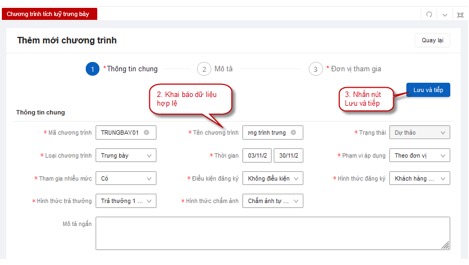 Chương trình tích luỹ trưng bày
Thêm mới chương trình
Quay lại
1 *Thông tin chung
2 Mô tả
3 * Đơn vị tham gia
2. Khai báo dữ liệu hợp lệ
3. Nhấn nút Lưu và tiếp
Lưu và tiếp
Thông tin chung
* Mã chương trình TRUNGBAY01
* Tên chương trình ơng trình trưng
* Trạng thái Dự thảo
* Loại chương trình Trưng bày
* Thời gian 03/11/2 30/11/2
* Phạm vi áp dụng Theo đơn vị
* Tham gia nhiều mức Có
* Điều kiện đăng ký Không điều kiện
* Hình thức đăng ký Khách hàng ...
* Hình thức trả thưởng Trả thưởng 1 ...
* Hình thức chấm ảnh Chấm ảnh tự ...
Mô tả ngắn